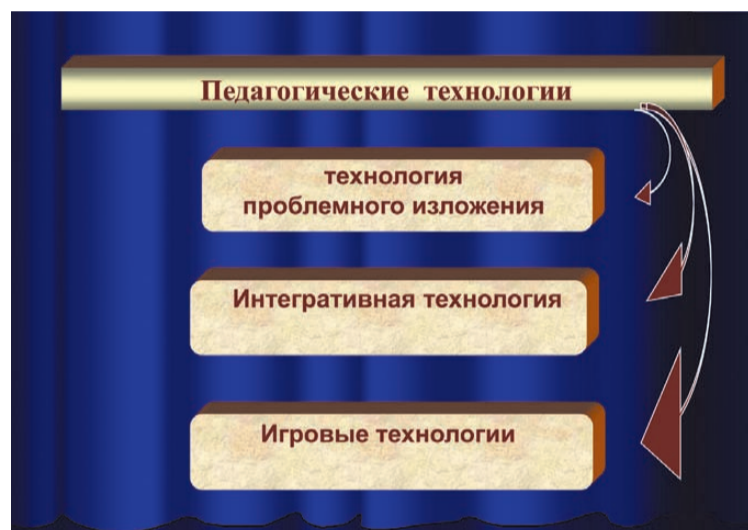 Педагогические технологии
технология
проблемного изложения
Интегративная технология
Игровые технологии